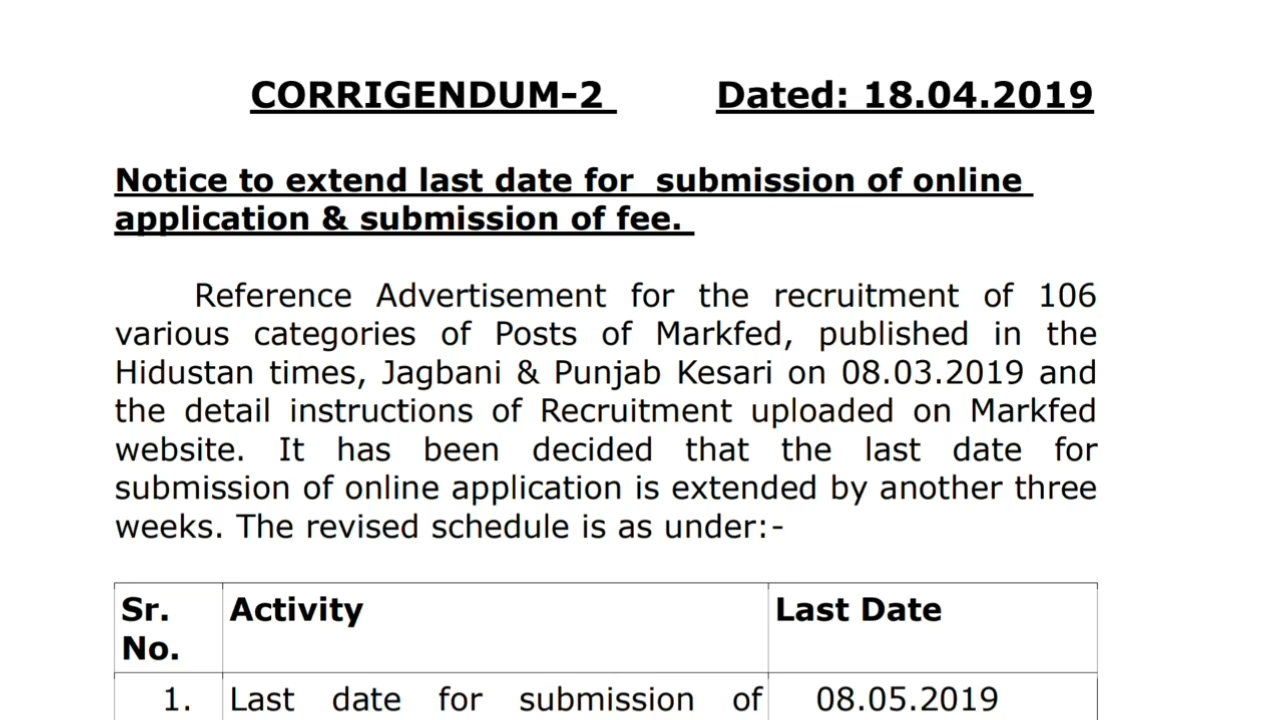 CORRIGENDUM-2 Dated: 18.04.2019
Notice to extend last date for submission of online
application & submission of fee.
Reference Advertisement for the recruitment of 106
various categories of Posts of Markfed, published in the
Hidustan times, Jagbani & Punjab Kesari on 08.03.2019 and
the detail instructions of Recruitment uploaded on Markfed
website. It has been decided that the last date for
submission of online application is extended by another three
weeks. The revised schedule is as under:-
Sr. Activity Last Date
No.
1. Last date for submission of 08.05.2019